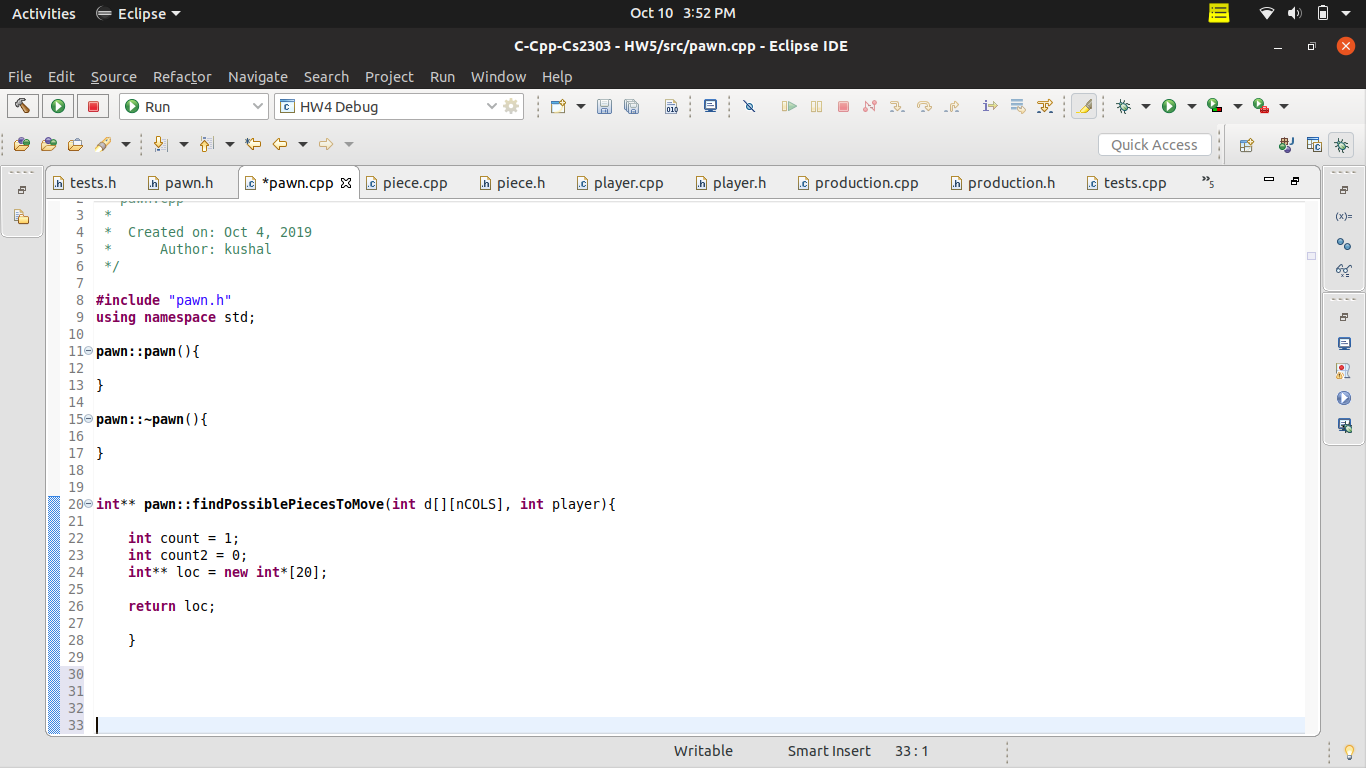 Activities Eclipse Oct 10 3:52 PM
C-Cpp-Cs2303 - HW5/src/pawn.cpp - Eclipse IDE
File Edit Source Refactor Navigate Search Project Run Window Help
Run HW4 Debug
Quick Access
tests.h pawn.h *pawn.cpp piece.cpp piece.h player.cpp player.h production.cpp production.h tests.cpp »5
2 * pawn.cpp
3 *
4 *  Created on: Oct 4, 2019
5 *      Author: kushal
6 */
7
8 #include "pawn.h"
9 using namespace std;
10
11 pawn::pawn(){
12
13 }
14
15 pawn::~pawn(){
16
17 }
18
19
20 int** pawn::findPossiblePiecesToMove(int d[][nCOLS], int player){
21
22     int count = 1;
23     int count2 = 0;
24     int** loc = new int*[20];
25
26     return loc;
27
28     }
29
30
31
32
33
Writable Smart Insert 33 : 1